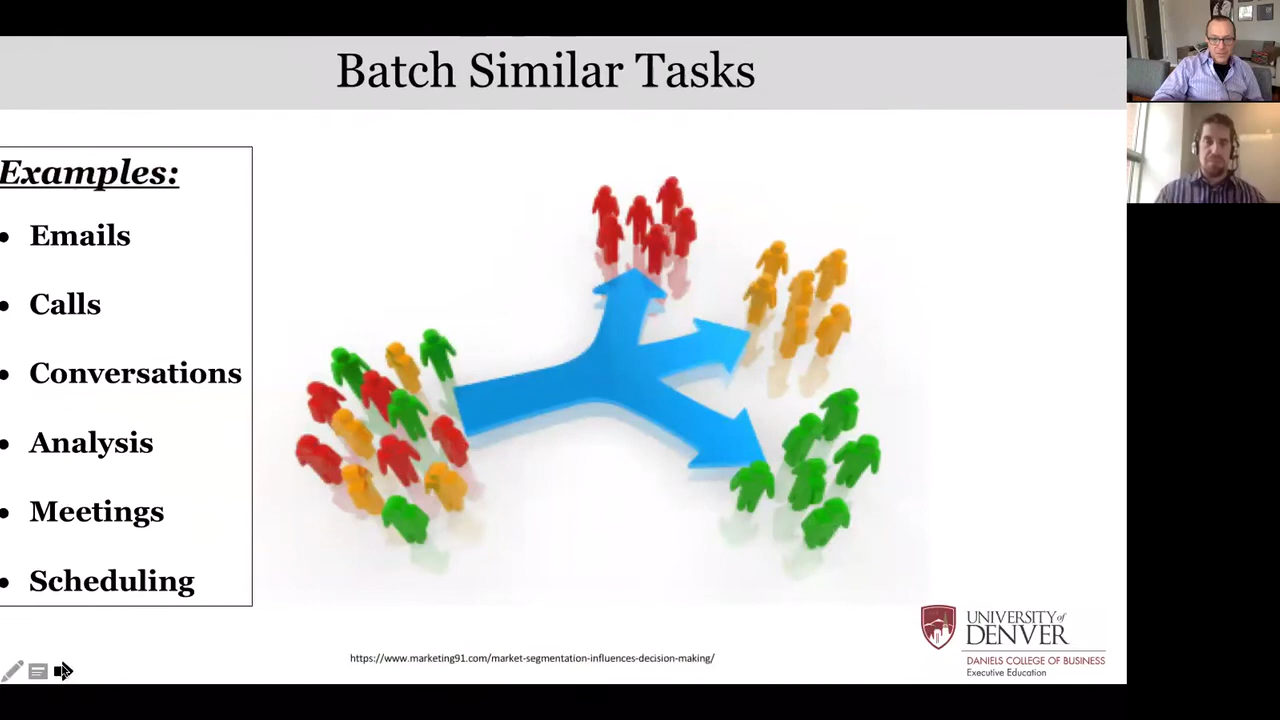 Batch Similar Tasks
Examples:
• Emails
• Calls
• Conversations
• Analysis
• Meetings
• Scheduling
https://www.marketing91.com/market-segmentation-influences-decision-making/
UNIVERSITY of
DENVER
DANIELS COLLEGE OF BUSINESS
Executive Education